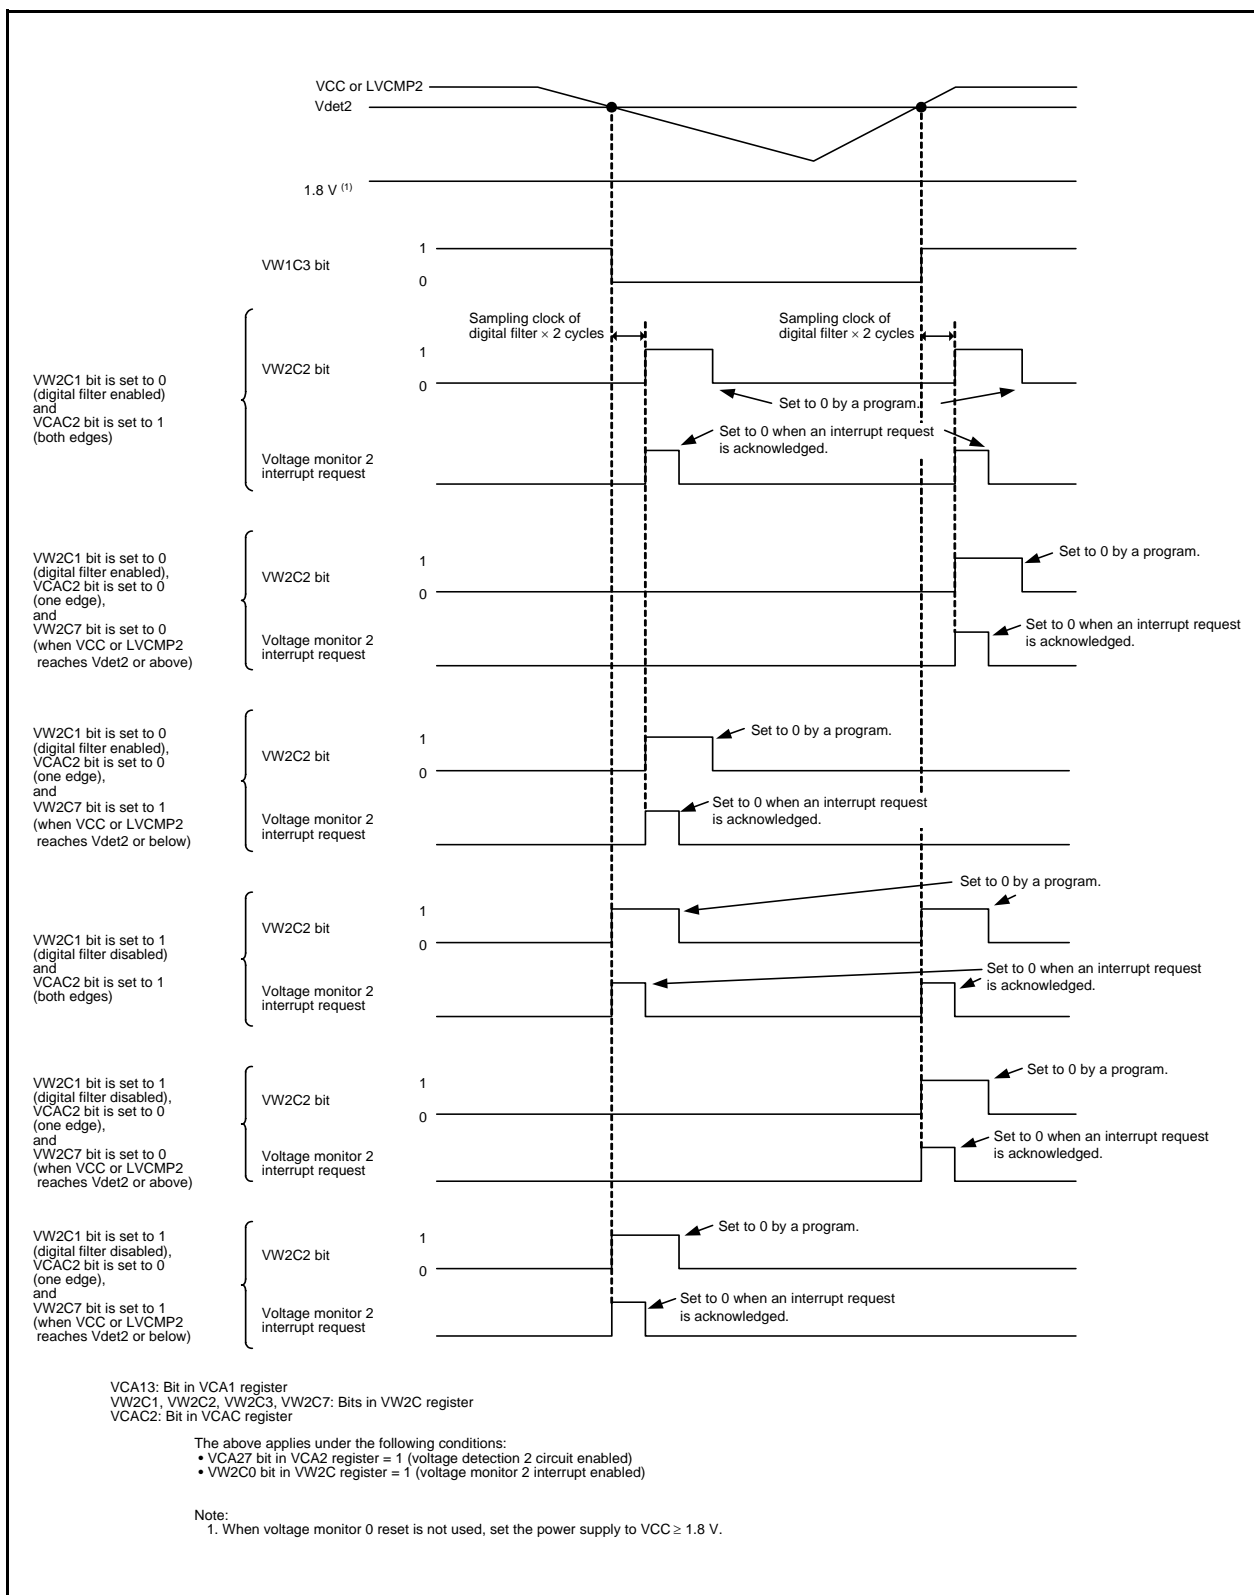 VCC or LVCMP2
Vdet2
1.8 V (1)
VW1C3 bit
1
0
Sampling clock of
digital filter × 2 cycles
Sampling clock of
digital filter × 2 cycles
VW2C1 bit is set to 0
(digital filter enabled)
and
VCAC2 bit is set to 1
(both edges)
VW2C2 bit
1
0
Set to 0 by a program.
Voltage monitor 2
interrupt request
Set to 0 when an interrupt request
is acknowledged.
VW2C1 bit is set to 0
(digital filter enabled),
VCAC2 bit is set to 0
(one edge),
and
VW2C7 bit is set to 0
(when VCC or LVCMP2
reaches Vdet2 or above)
VW2C2 bit
1
0
Set to 0 by a program.
Voltage monitor 2
interrupt request
Set to 0 when an interrupt request
is acknowledged.
VW2C1 bit is set to 0
(digital filter enabled),
VCAC2 bit is set to 0
(one edge),
and
VW2C7 bit is set to 1
(when VCC or LVCMP2
reaches Vdet2 or below)
VW2C2 bit
1
0
Set to 0 by a program.
Voltage monitor 2
interrupt request
Set to 0 when an interrupt request
is acknowledged.
VW2C1 bit is set to 1
(digital filter disabled)
and
VCAC2 bit is set to 1
(both edges)
VW2C2 bit
1
0
Set to 0 by a program.
Voltage monitor 2
interrupt request
Set to 0 when an interrupt request
is acknowledged.
VW2C1 bit is set to 1
(digital filter disabled),
VCAC2 bit is set to 0
(one edge),
and
VW2C7 bit is set to 0
(when VCC or LVCMP2
reaches Vdet2 or above)
VW2C2 bit
1
0
Set to 0 by a program.
Voltage monitor 2
interrupt request
Set to 0 when an interrupt request
is acknowledged.
VW2C1 bit is set to 1
(digital filter disabled),
VCAC2 bit is set to 0
(one edge),
and
VW2C7 bit is set to 1
(when VCC or LVCMP2
reaches Vdet2 or below)
VW2C2 bit
1
0
Set to 0 by a program.
Voltage monitor 2
interrupt request
Set to 0 when an interrupt request
is acknowledged.
VCA13: Bit in VCA1 register
VW2C1, VW2C2, VW2C3, VW2C7: Bits in VW2C register
VCAC2: Bit in VCAC register
The above applies under the following conditions:
• VCA27 bit in VCA2 register = 1 (voltage detection 2 circuit enabled)
• VW2C0 bit in VW2C register = 1 (voltage monitor 2 interrupt enabled)
Note:
1. When voltage monitor 0 reset is not used, set the power supply to VCC ≥ 1.8 V.